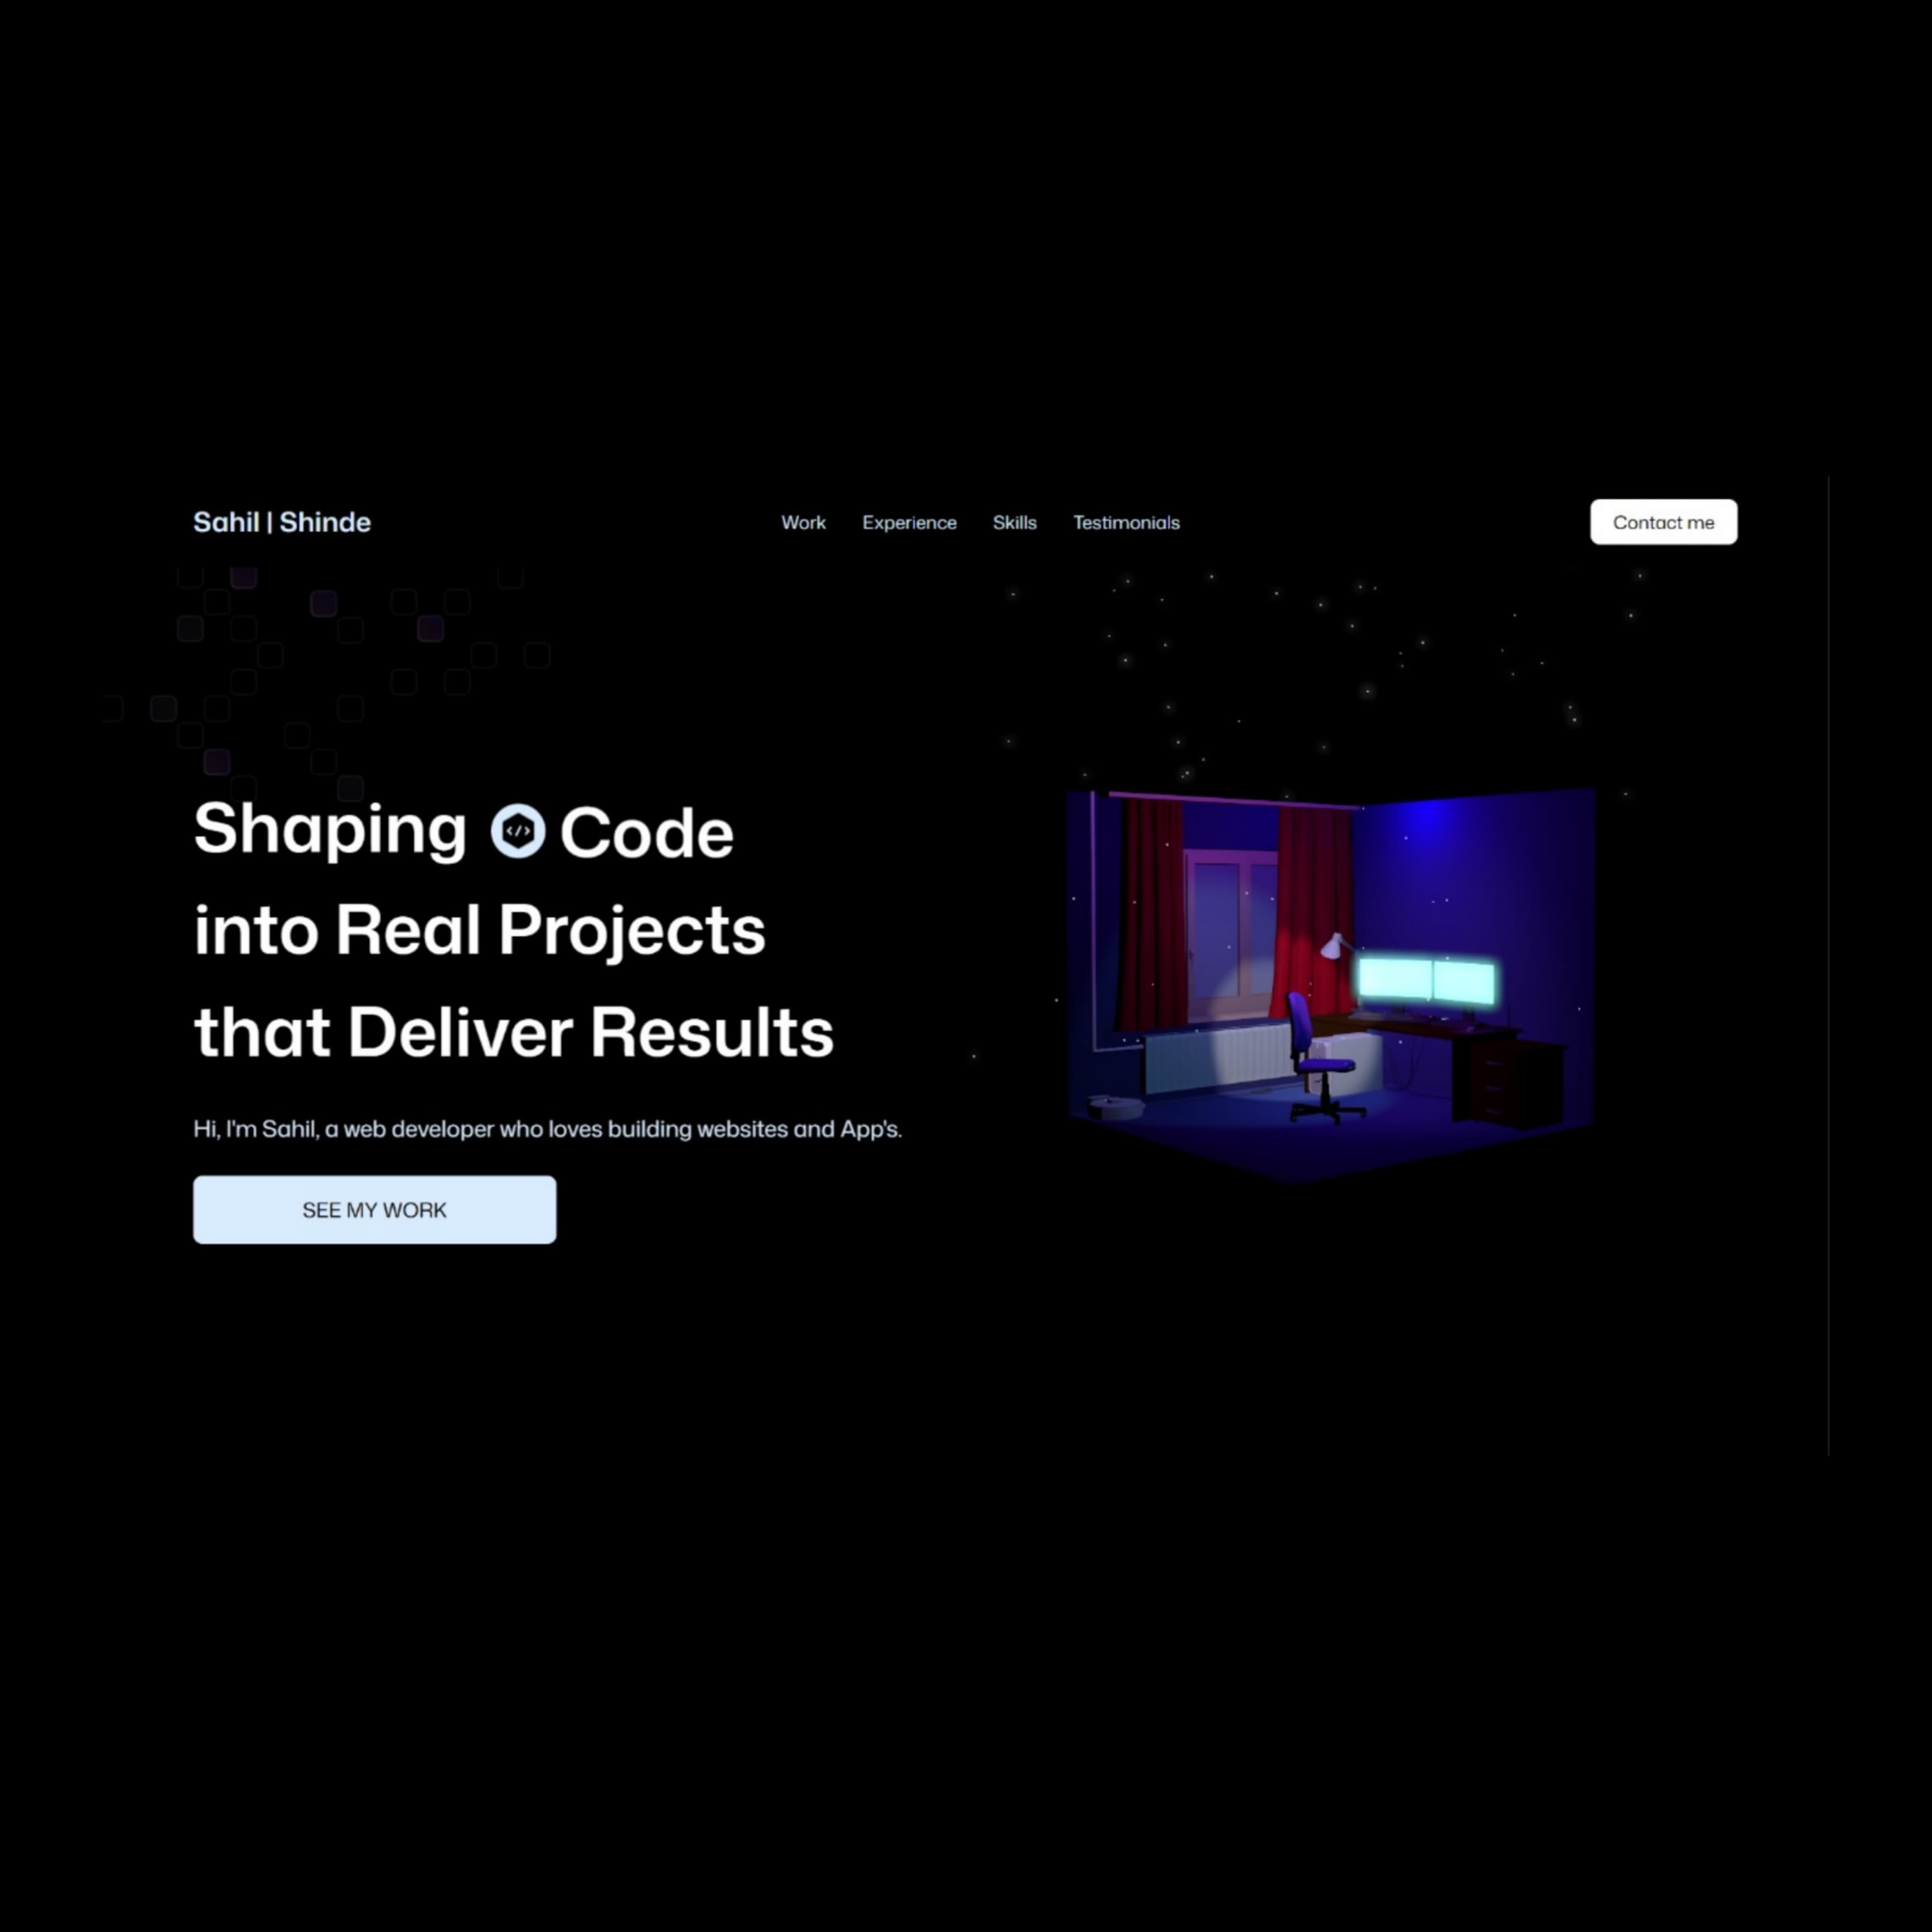 Sahil | Shinde
Work Experience Skills Testimonials
Contact me
Shaping </> Code
into Real Projects
that Deliver Results
Hi, I'm Sahil, a web developer who loves building websites and App's.
SEE MY WORK